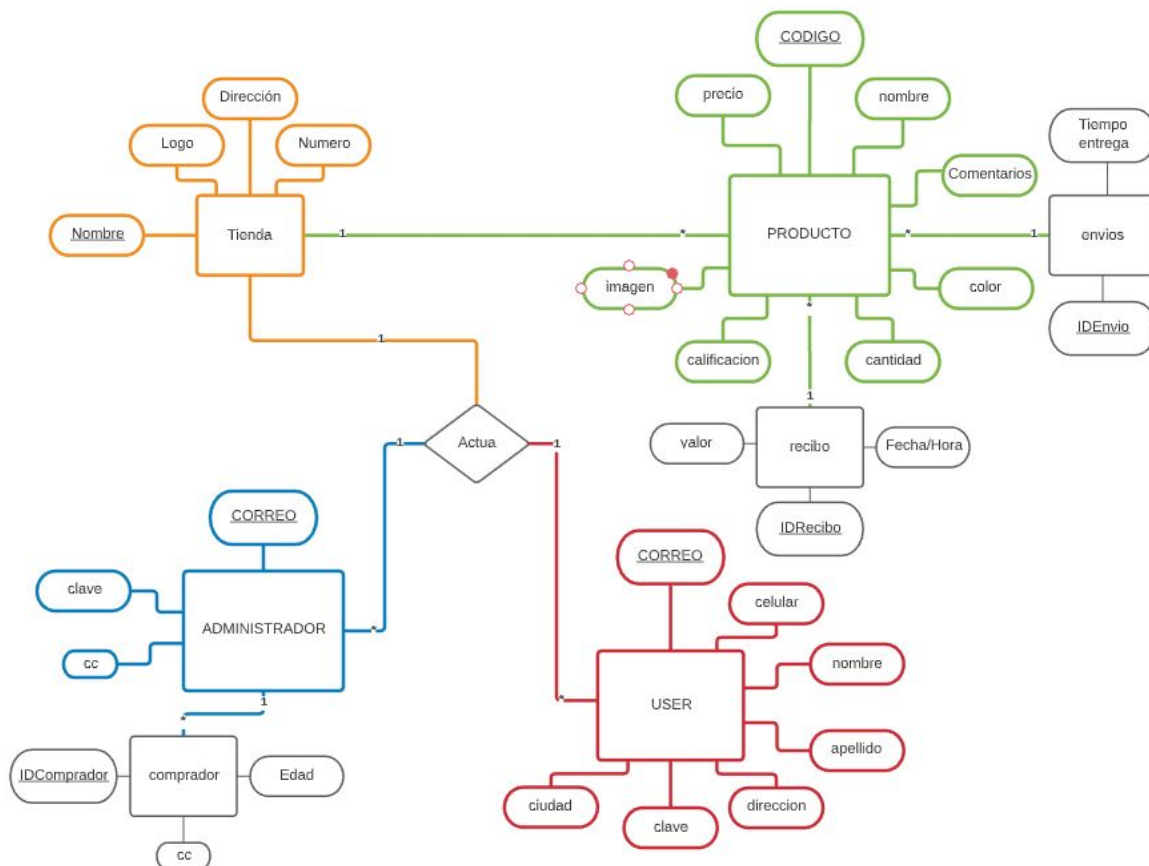 CODIGO
precio
nombre
Dirección
Tiempo
entrega
Logo
Numero
Comentarios
Nombre
Tienda
1
*
PRODUCTO
*
1
envios
imagen
color
*
IDEnvio
calificacion
cantidad
1
1
valor
recibo
Fecha/Hora
1
Actua
1
IDRecibo
CORREO
CORREO
clave
celular
ADMINISTRADOR
*
cc
nombre
1
*
USER
*
apellido
IDComprador
comprador
Edad
ciudad
clave
direccion
cc